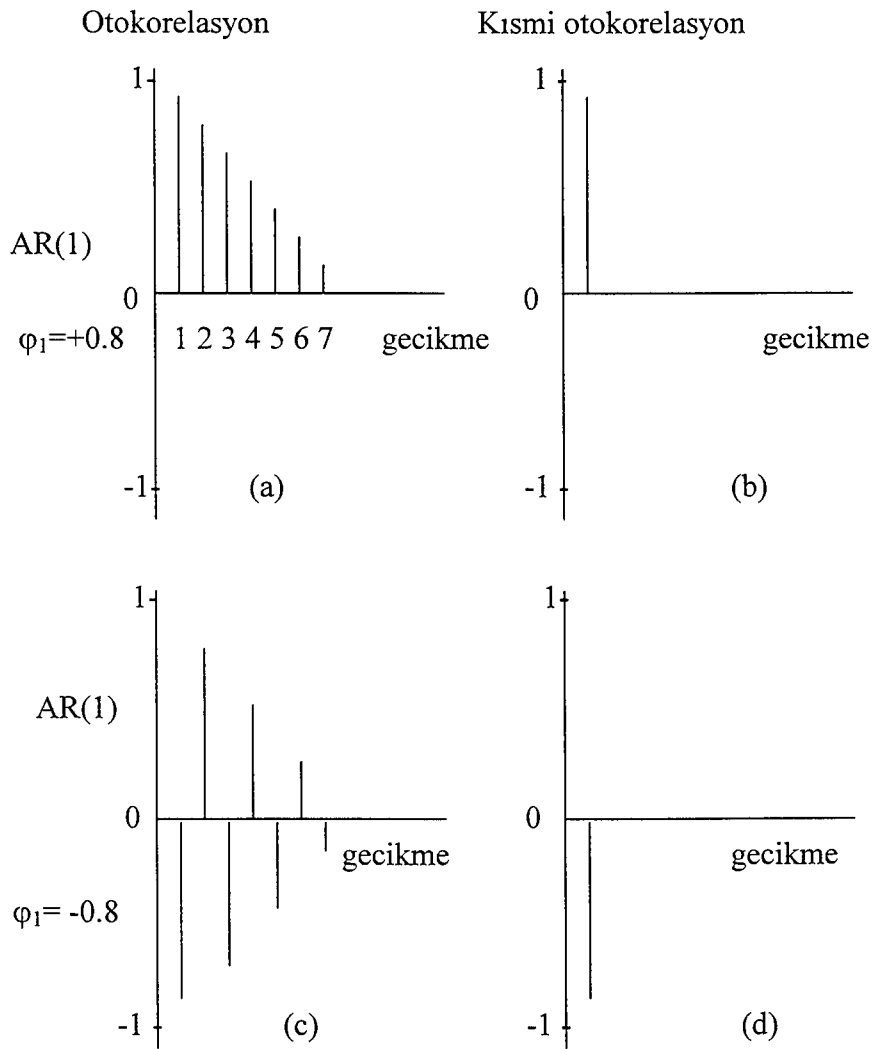 Otokorelasyon
Kısmi otokorelasyon
1
1
AR(1)
0
0
φ₁=+0.8
1 2 3 4 5 6 7
gecikme
gecikme
-1
(a)
-1
(b)
1
1
AR(1)
0
0
gecikme
gecikme
φ₁= -0.8
-1
(c)
-1
(d)